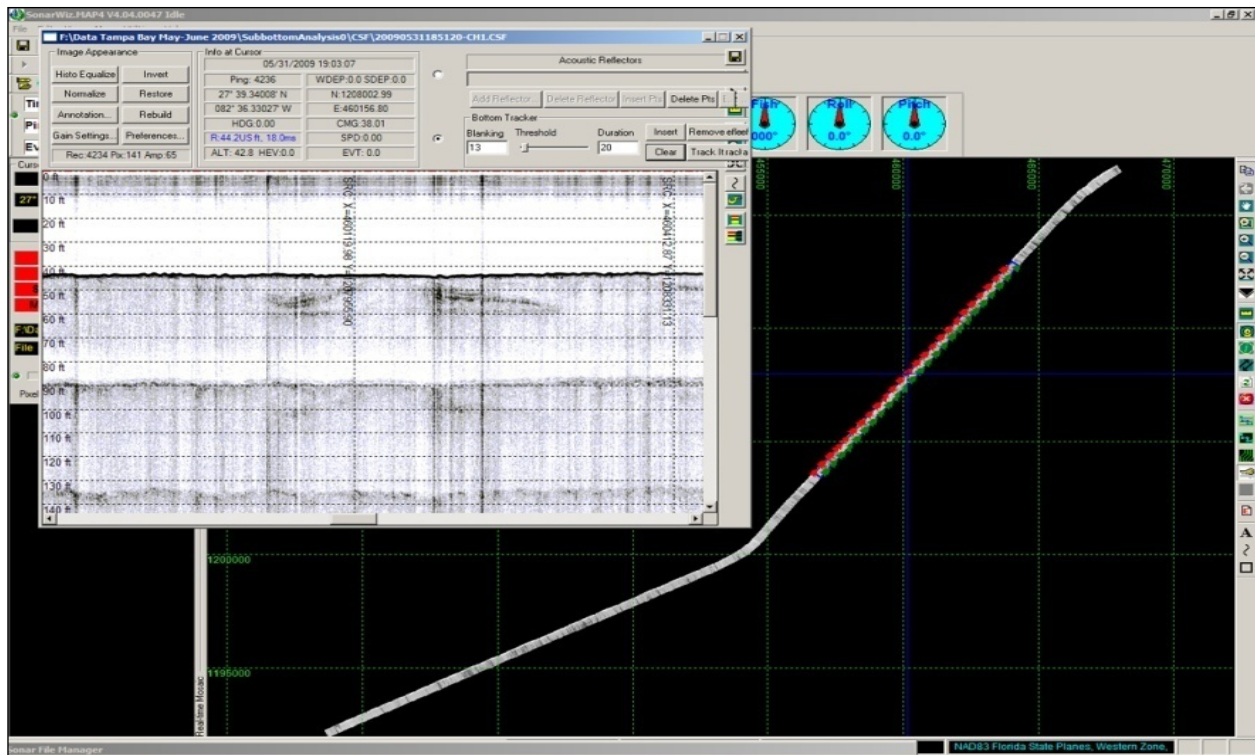 SonarWiz.MAP4 V4.04.0047 Idle
F:\Data Tampa Bay May-June 2009\SubbottomAnalysis0\CSF\20090531185120-CH1.CSF
Image Appearance
Histo Equalize
Invert
Normalize
Restore
Annotation...
Rebuild
Gain Settings...
Preferences...
Rec:4234 Pix:141 Amp:65
Info at Cursor
05/31/2009 19:03:07
Ping: 4236
WDEP:0.0 SDEP:0.0
27° 39.34008' N
N:1208002.99
082° 36.33027' W
E:460156.80
HDG:0.00
CMG:38.01
R:44.2US ft, 18.0ms
SPD:0.00
ALT: 42.8 HEV:0.0
EVT: 0.0
Acoustic Reflectors
Add Reflector...
Delete Reflector
Insert Pts
Delete Pts
Bottom Tracker
Blanking
Threshold
Duration
13
20
Insert
Clear
Fish
Roll
Pitch
000°
0.0°
0.0°
0 ft
10 ft
20 ft
30 ft
40 ft
50 ft
60 ft
70 ft
80 ft
90 ft
100 ft
110 ft
120 ft
130 ft
140 ft
455000
460000
465000
470000
1200000
1195000
Real-time Mosaic
Sonar File Manager
NAD83 Florida State Planes, Western Zone,